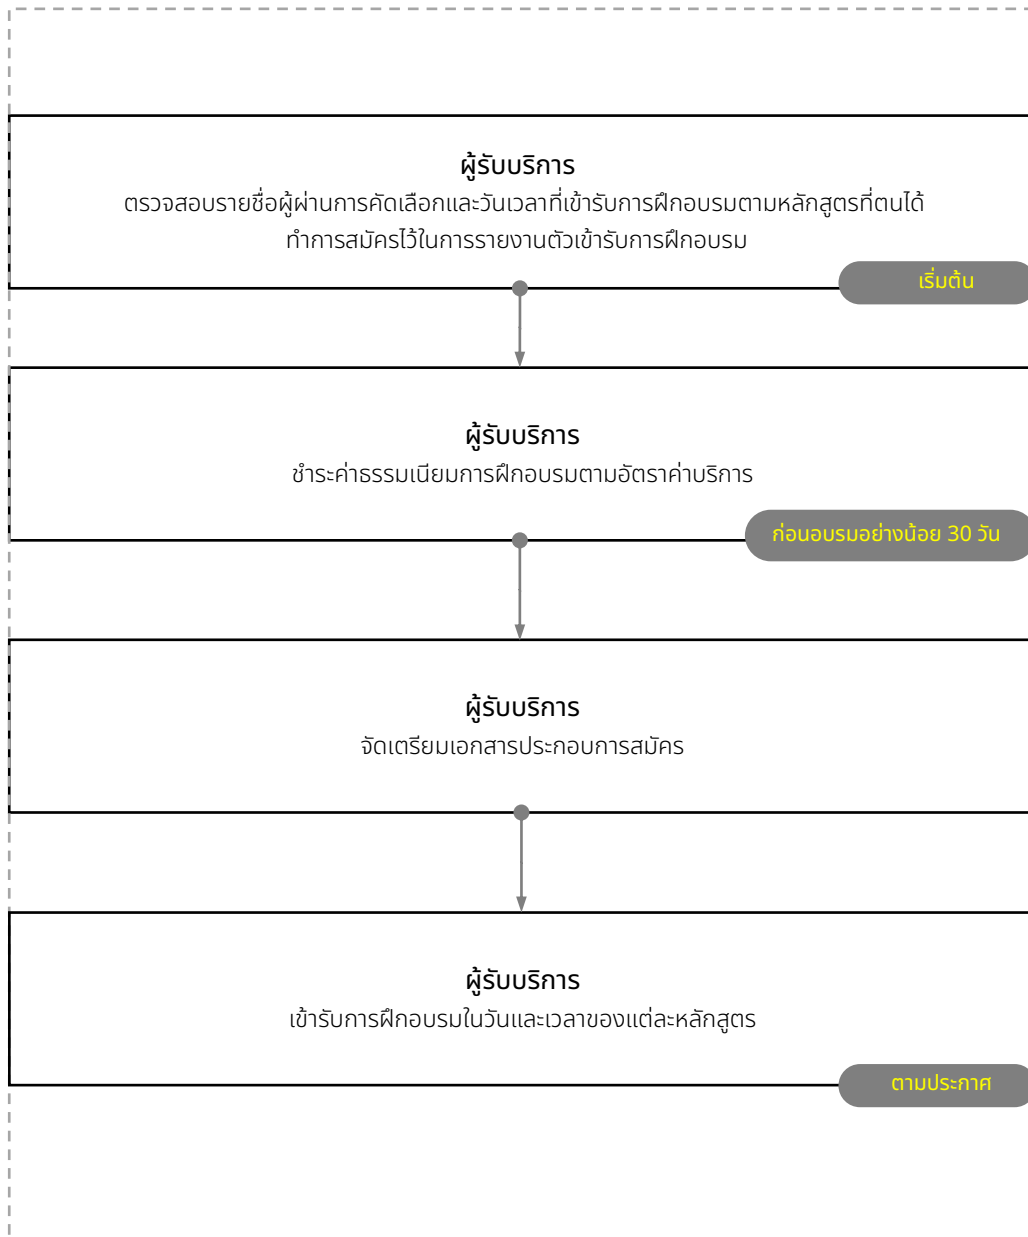 ผู้รับบริการ
ตรวจสอบรายชื่อผู้ผ่านการคัดเลือกและวันเวลาที่เข้ารับการฝึกอบรมตามหลักสูตรที่ตนได้
ทำการสมัครไว้ในการรายงานตัวเข้ารับการฝึกอบรม
เริ่มต้น
ผู้รับบริการ
ชำระค่าธรรมเนียมการฝึกอบรมตามอัตราค่าบริการ
ก่อนอบรมอย่างน้อย 30 วัน
ผู้รับบริการ
จัดเตรียมเอกสารประกอบการสมัคร
ผู้รับบริการ
เข้ารับการฝึกอบรมในวันและเวลาของแต่ละหลักสูตร
ตามประกาศ